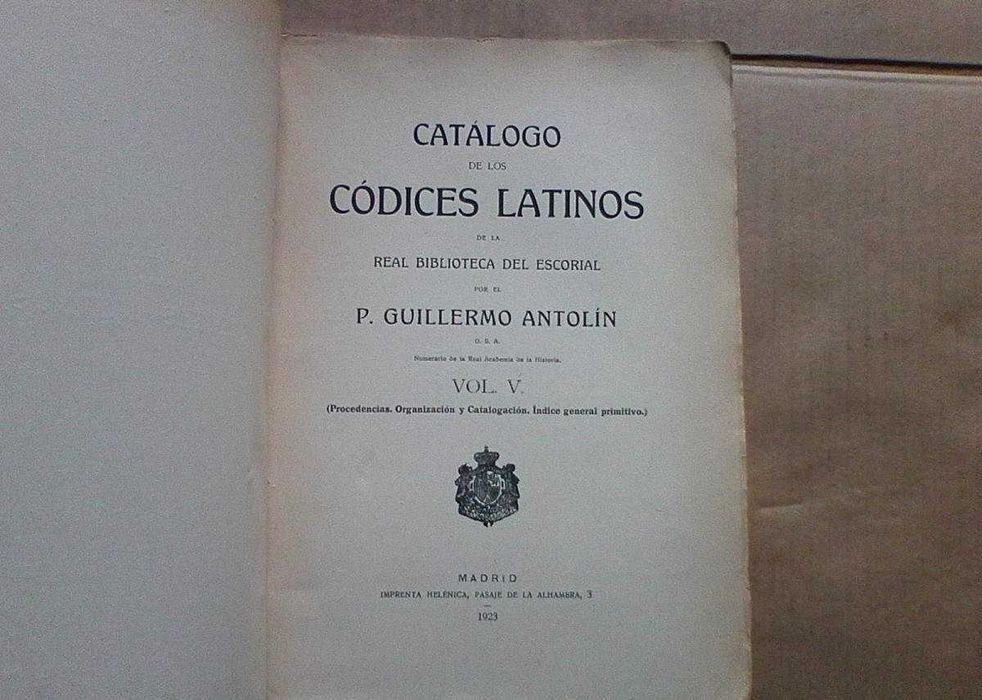 CATÁLOGO
DE LOS
CÓDICES LATINOS
DE LA
REAL BIBLIOTECA DEL ESCORIAL
POR EL
P. GUILLERMO ANTOLÍN
O. S. A.
Numerario de la Real Academia de la Historia.
VOL. V.
(Procedencias. Organización y Catalogación. Índice general primitivo.)
MADRID
IMPRENTA HELÉNICA, PASAJE DE LA ALHAMBRA, 3
1923